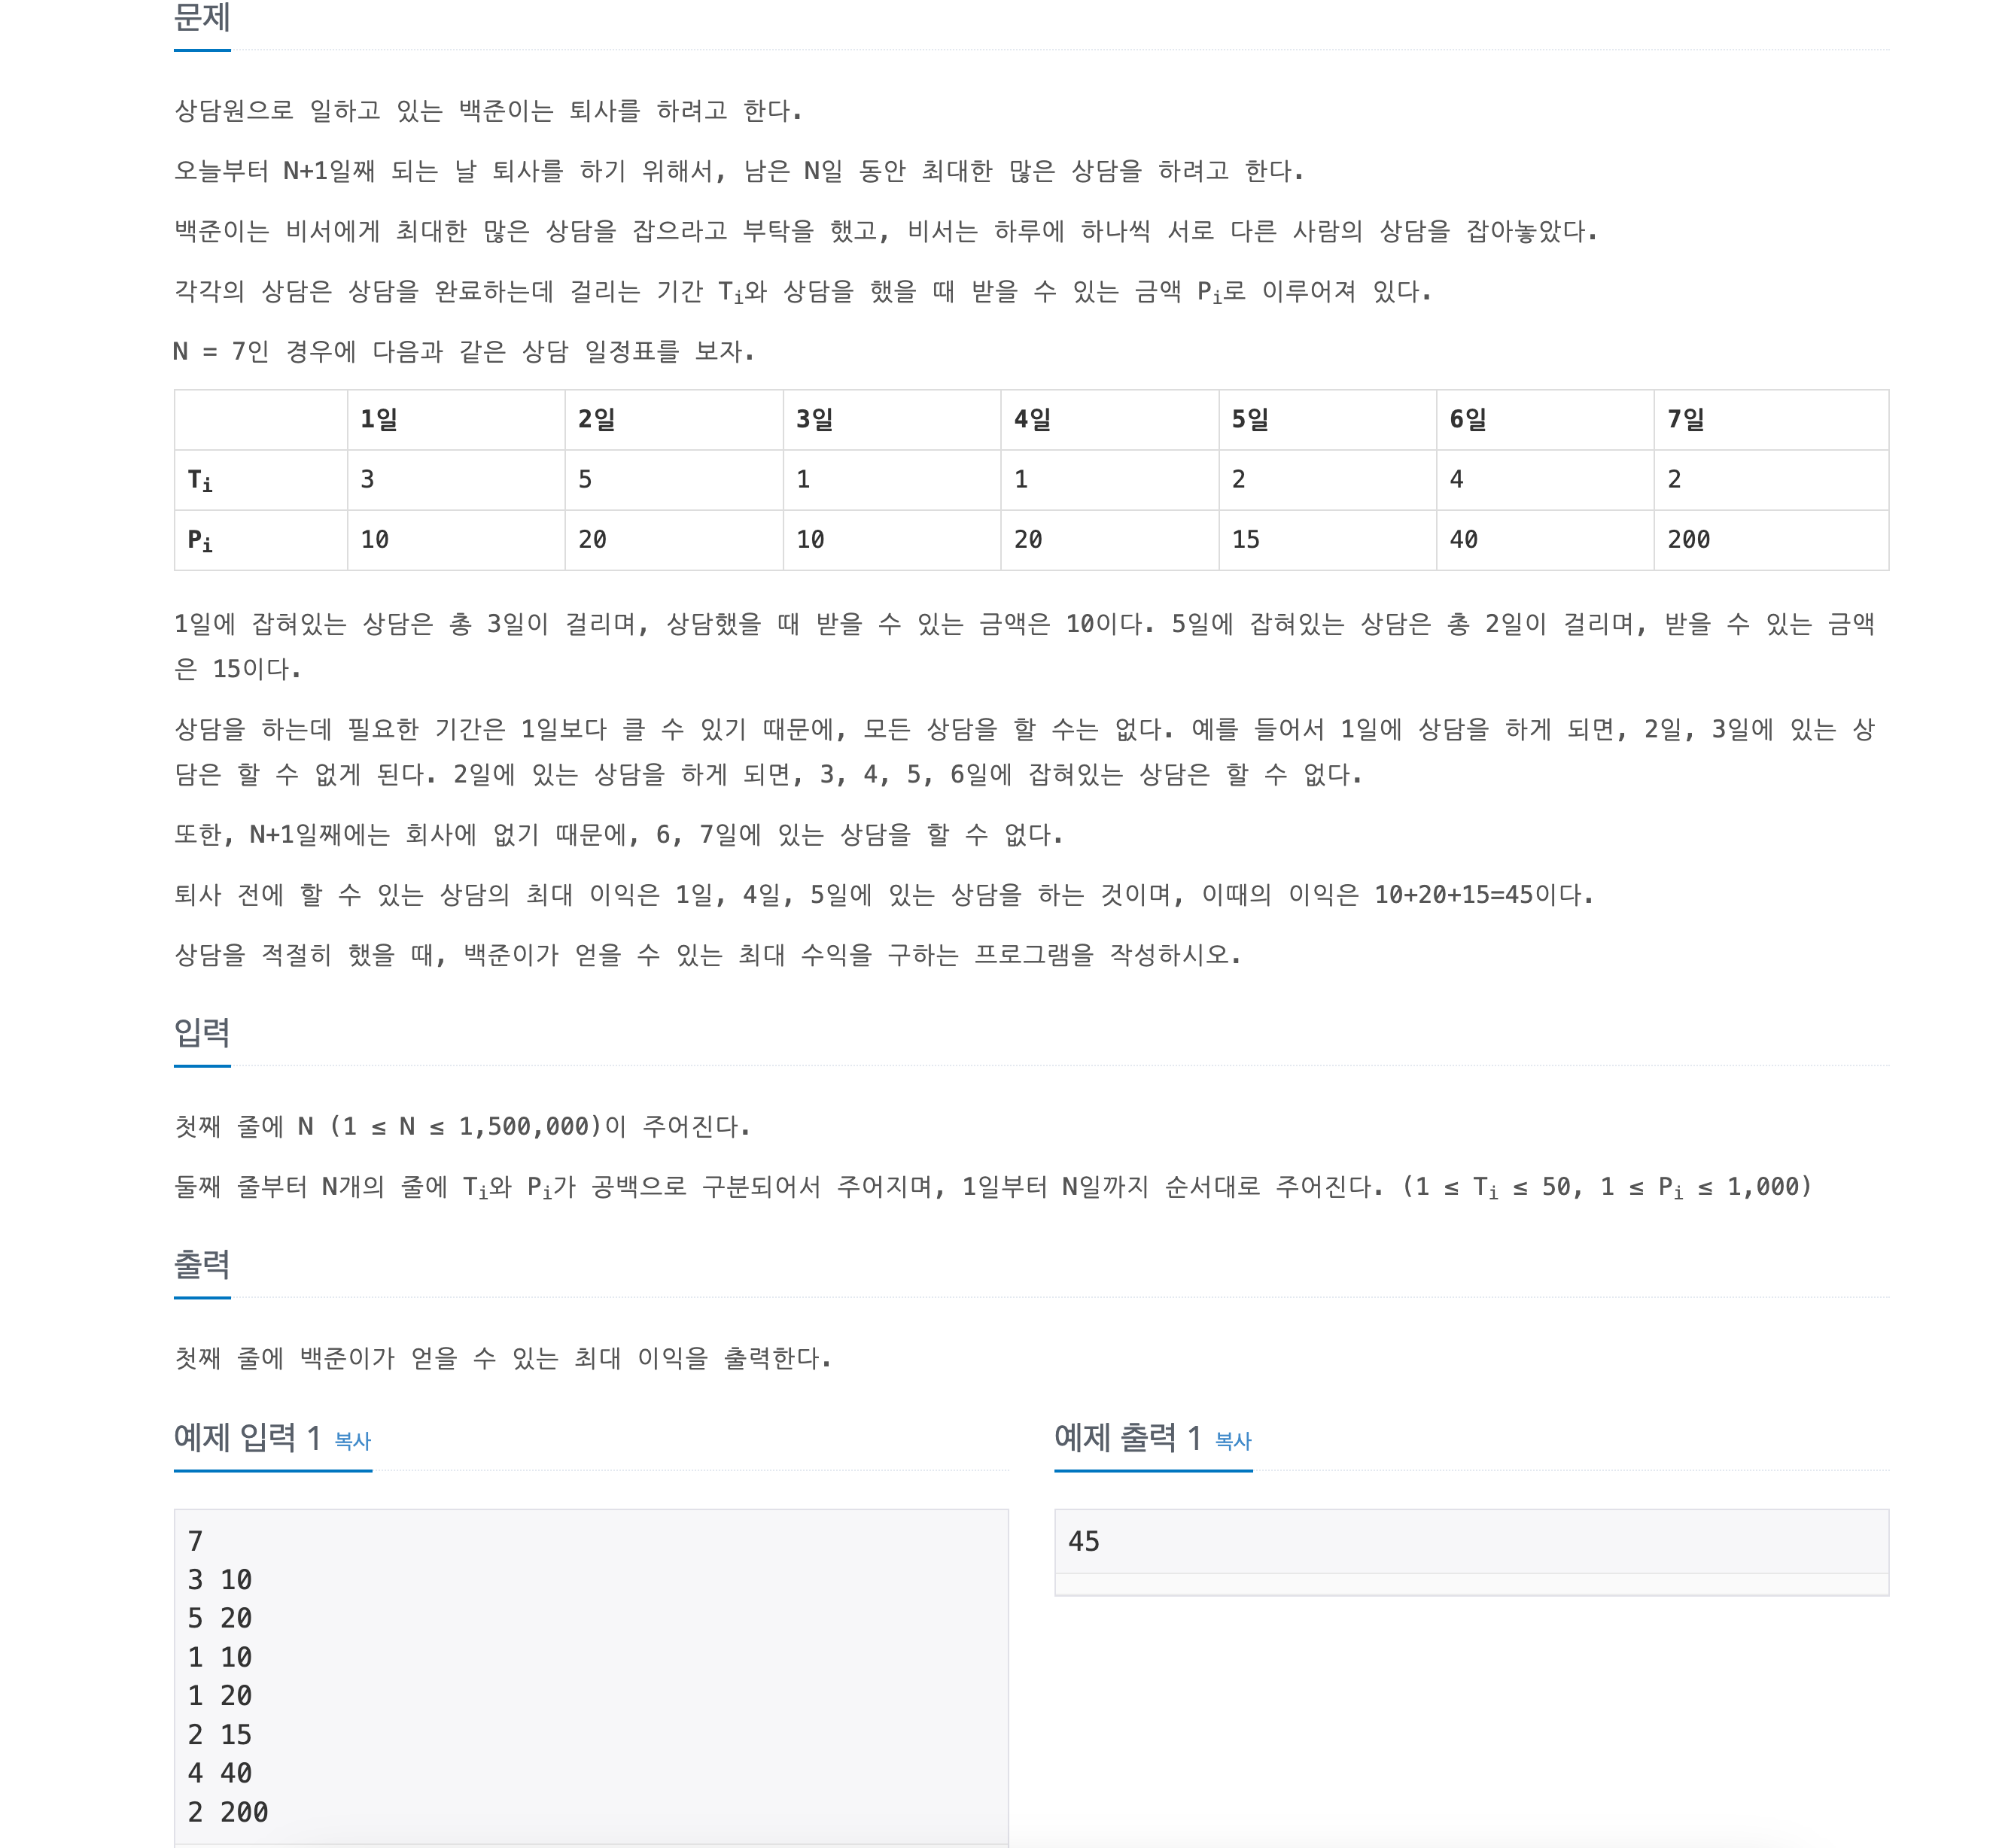 문제
상담원으로 일하고 있는 백준이는 퇴사를 하려고 한다.
오늘부터 N+1일째 되는 날 퇴사를 하기 위해서, 남은 N일 동안 최대한 많은 상담을 하려고 한다.
백준이는 비서에게 최대한 많은 상담을 잡으라고 부탁을 했고, 비서는 하루에 하나씩 서로 다른 사람의 상담을 잡아놓았다.
각각의 상담은 상담을 완료하는데 걸리는 기간 Ti와 상담을 했을 때 받을 수 있는 금액 Pi로 이루어져 있다.
N = 7인 경우에 다음과 같은 상담 일정표를 보자.
1일 2일 3일 4일 5일 6일 7일
Ti 3 5 1 1 2 4 2
Pi 10 20 10 20 15 40 200
1일에 잡혀있는 상담은 총 3일이 걸리며, 상담했을 때 받을 수 있는 금액은 10이다. 5일에 잡혀있는 상담은 총 2일이 걸리며, 받을 수 있는 금액
은 15이다.
상담을 하는데 필요한 기간은 1일보다 클 수 있기 때문에, 모든 상담을 할 수는 없다. 예를 들어서 1일에 상담을 하게 되면, 2일, 3일에 있는 상
담은 할 수 없게 된다. 2일에 있는 상담을 하게 되면, 3, 4, 5, 6일에 잡혀있는 상담은 할 수 없다.
또한, N+1일째에는 회사에 없기 때문에, 6, 7일에 있는 상담을 할 수 없다.
퇴사 전에 할 수 있는 상담의 최대 이익은 1일, 4일, 5일에 있는 상담을 하는 것이며, 이때의 이익은 10+20+15=45이다.
상담을 적절히 했을 때, 백준이가 얻을 수 있는 최대 수익을 구하는 프로그램을 작성하시오.
입력
첫째 줄에 N (1 ≤ N ≤ 1,500,000)이 주어진다.
둘째 줄부터 N개의 줄에 Ti와 Pi가 공백으로 구분되어서 주어지며, 1일부터 N일까지 순서대로 주어진다. (1 ≤ Ti ≤ 50, 1 ≤ Pi ≤ 1,000)
출력
첫째 줄에 백준이가 얻을 수 있는 최대 이익을 출력한다.
예제 입력 1 복사
7
3 10
5 20
1 10
1 20
2 15
4 40
2 200
예제 출력 1 복사
45